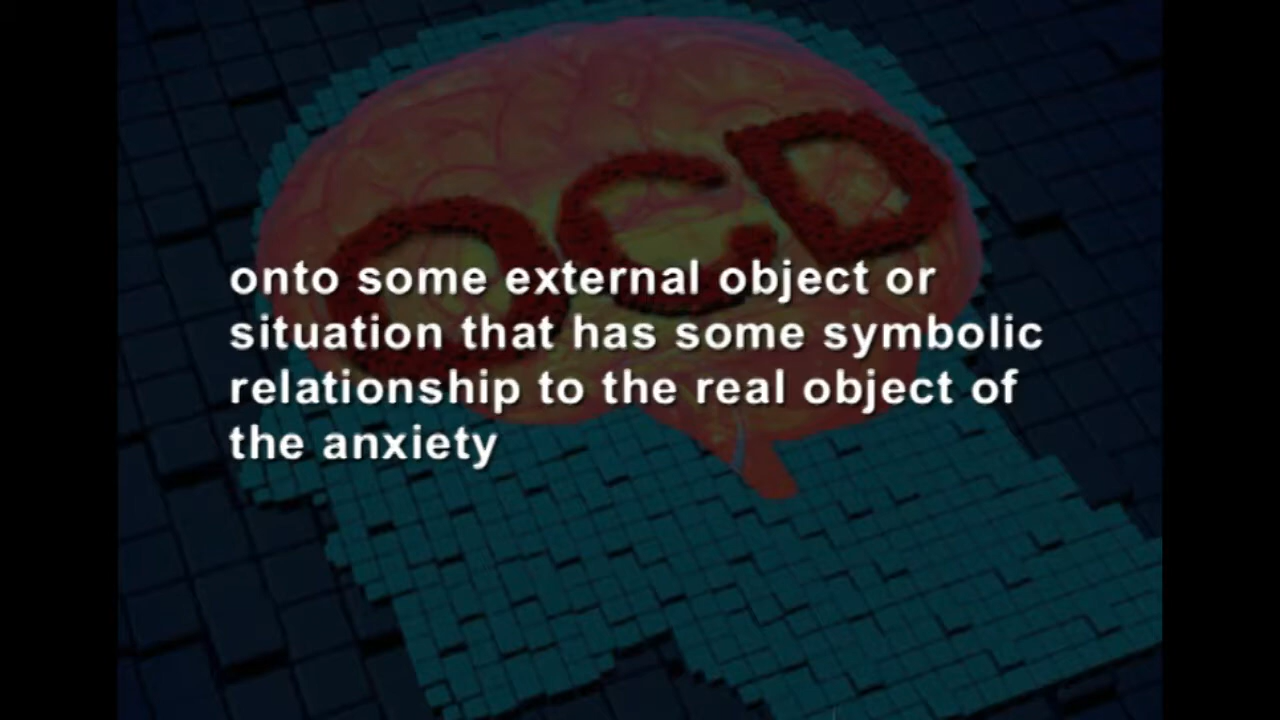 OCD
onto some external object or
situation that has some symbolic
relationship to the real object of
the anxiety